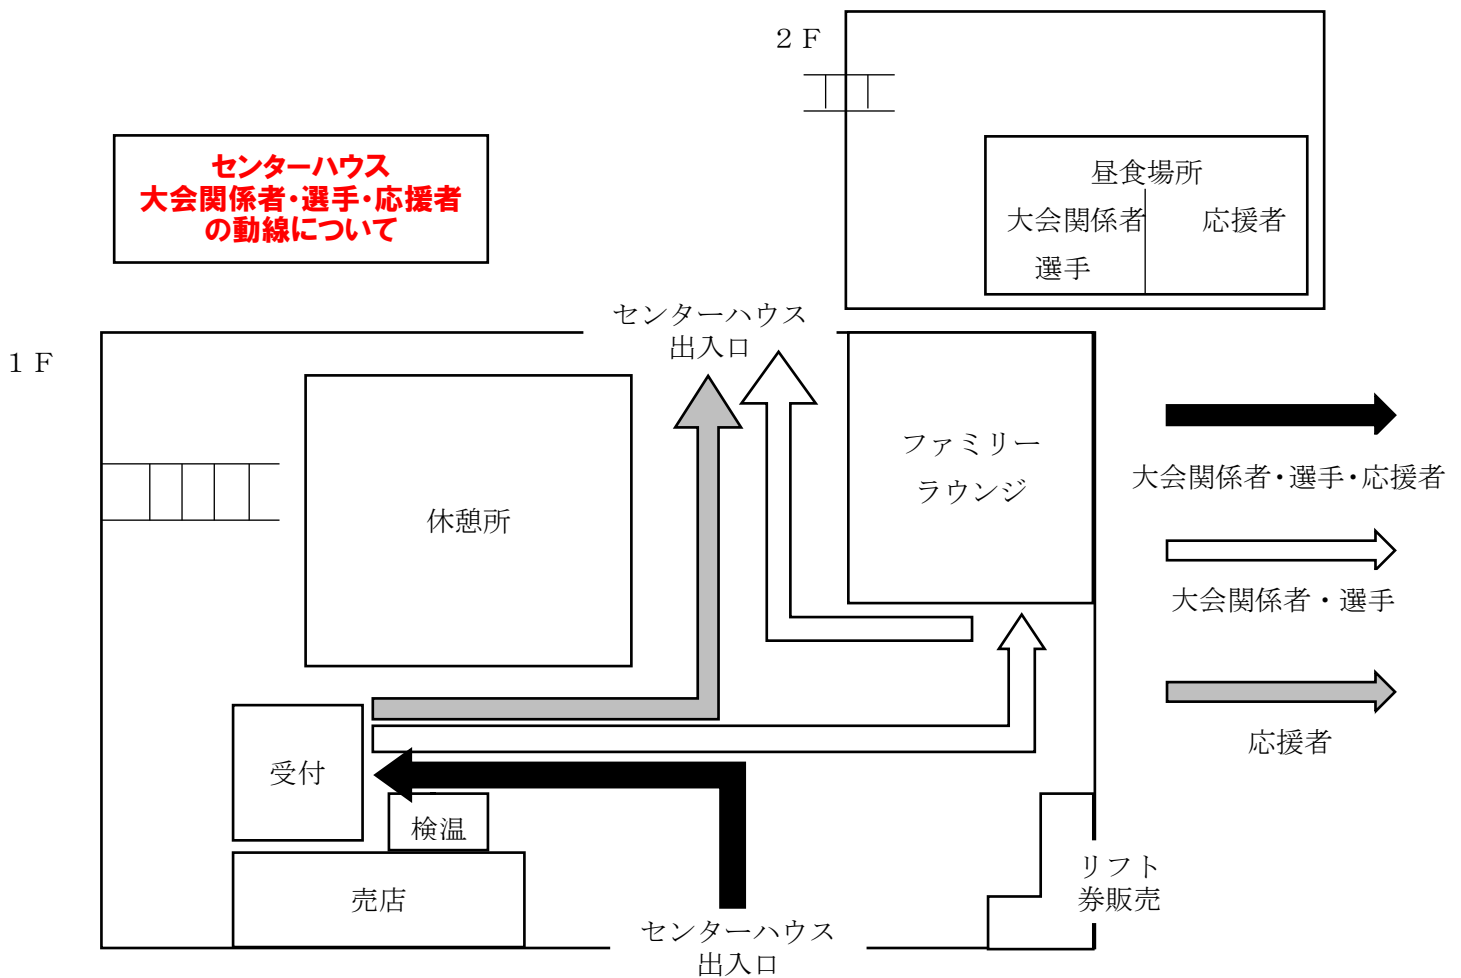 ２Ｆ
センターハウス
大会関係者・選手・応援者
の動線について
昼食場所
大会関係者
応援者
選手
センターハウス
出入口
１Ｆ
ファミリー
ラウンジ
休憩所
大会関係者・選手・応援者
大会関係者・選手
応援者
受付
検温
売店
リフト
券販売
センターハウス
出入口